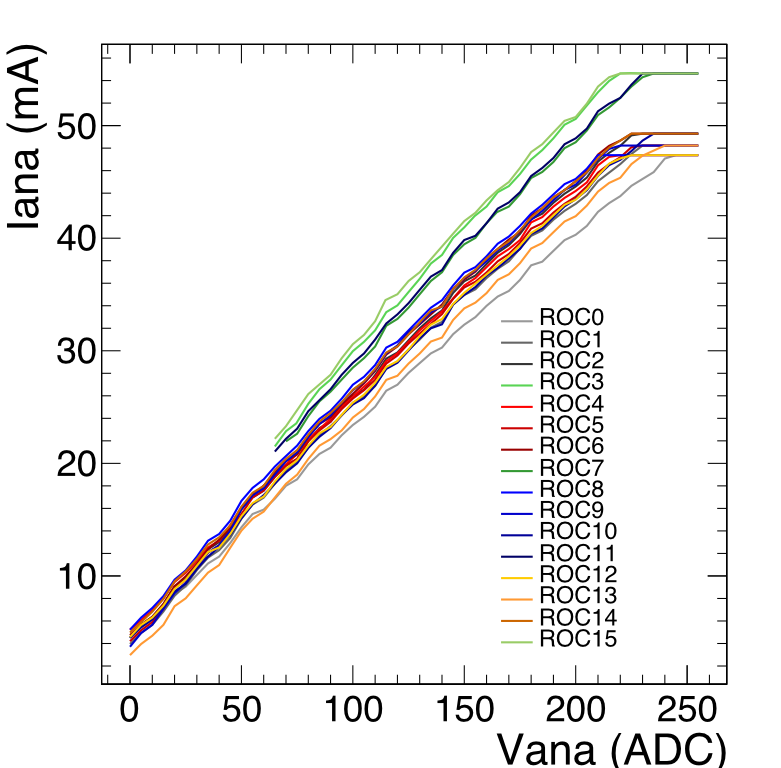 Iana (mA)
50
40
30
20
10
ROC0
ROC1
ROC2
ROC3
ROC4
ROC5
ROC6
ROC7
ROC8
ROC9
ROC10
ROC11
ROC12
ROC13
ROC14
ROC15
0 50 100 150 200 250
Vana (ADC)